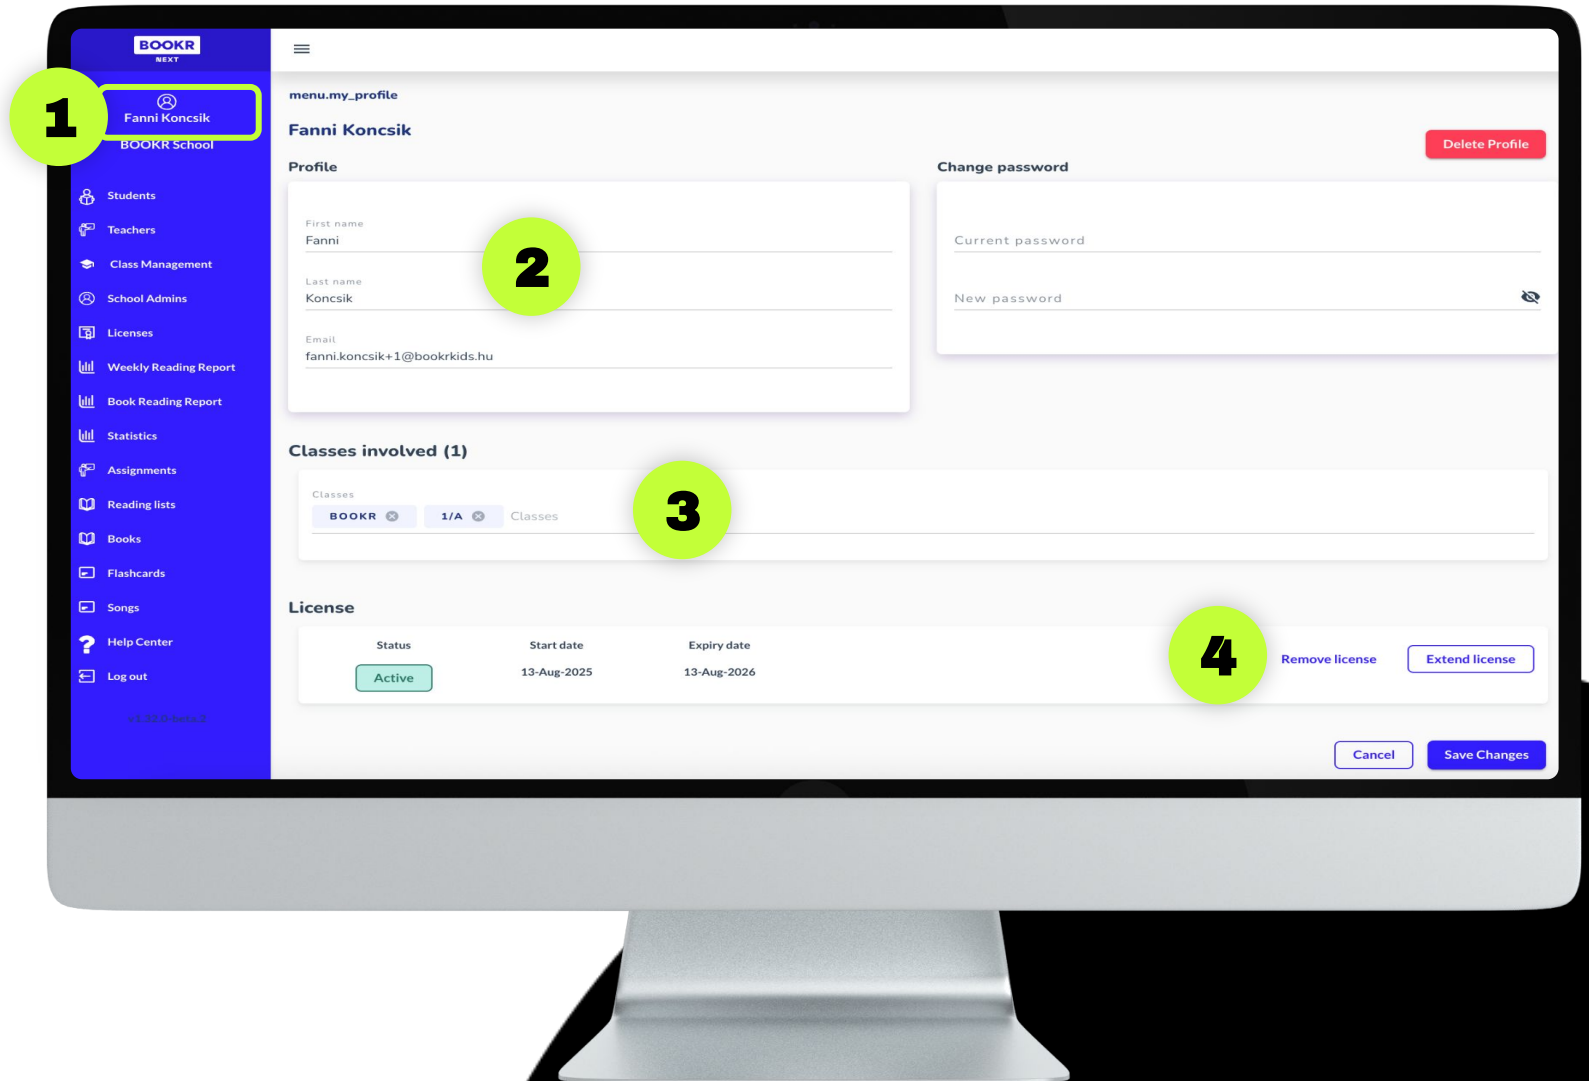 BOOKR
NEXT
1
Fanni Koncsik
BOOKR School
Students
Teachers
Class Management
School Admins
Licenses
Weekly Reading Report
Book Reading Report
Statistics
Assignments
Reading lists
Books
Flashcards
Songs
Help Center
Log out
menu.my_profile
Fanni Koncsik
Delete Profile
Profile
First name
Fanni
2
Last name
Koncsik
Email
fanni.koncsik+1@bookrkids.hu
Change password
Current password
New password
Classes involved (1)
Classes
BOOKR 1/A Classes
3
License
Status Start date Expiry date
Active 13-Aug-2025 13-Aug-2026
4
Remove license Extend license
Cancel Save Changes